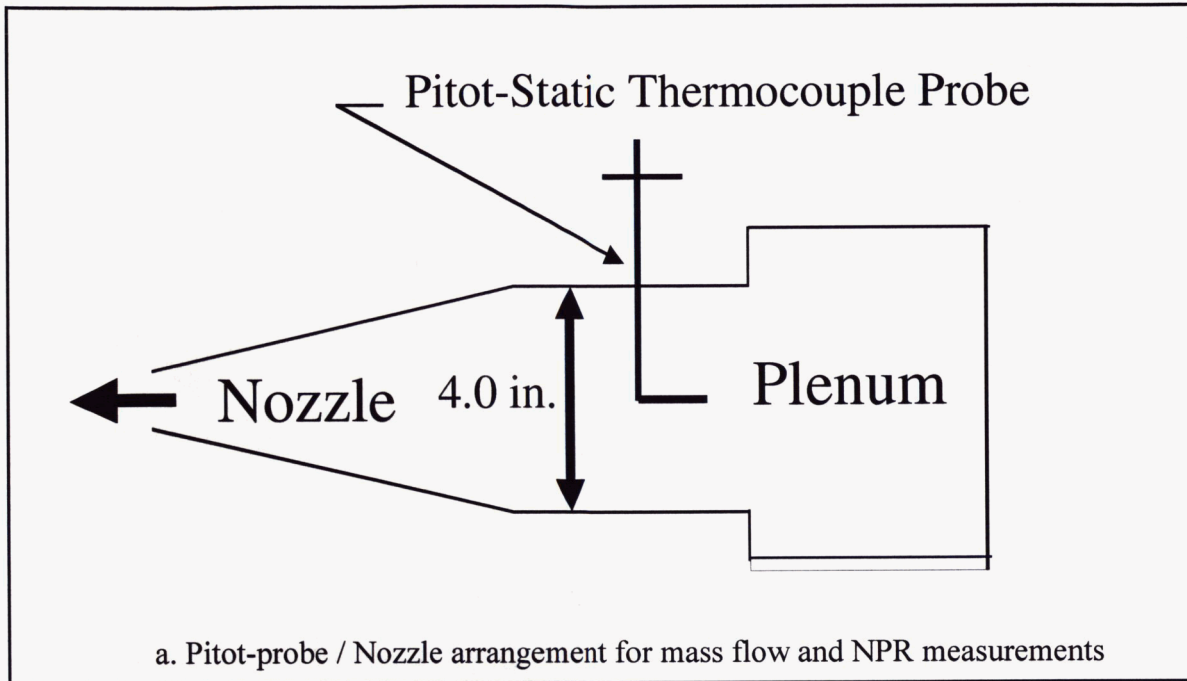 Pitot-Static Thermocouple Probe
Nozzle
4.0 in.
Plenum
a. Pitot-probe / Nozzle arrangement for mass flow and NPR measurements